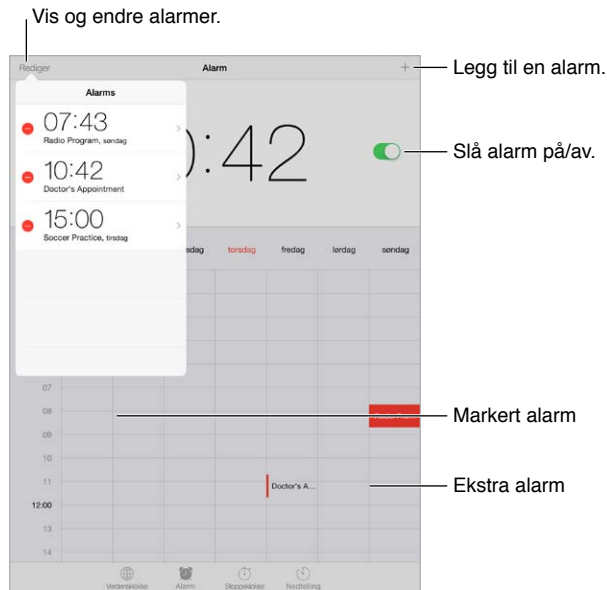 Vis og endre alarmer.
Rediger
Alarm
+
Legg til en alarm.
Alarms
07:43
Radio Program, søndag
10:42
Doctor's Appointment
15:00
Soccer Practice, tirsdag
:42
Slå alarm på/av.
sdag torsdag fredag lørdag søndag
07
08
Markert alarm
09
10
11
Doctor's A...
Ekstra alarm
12:00
13
14
Verdensklokke Alarm Stoppeklokke Nedtelling